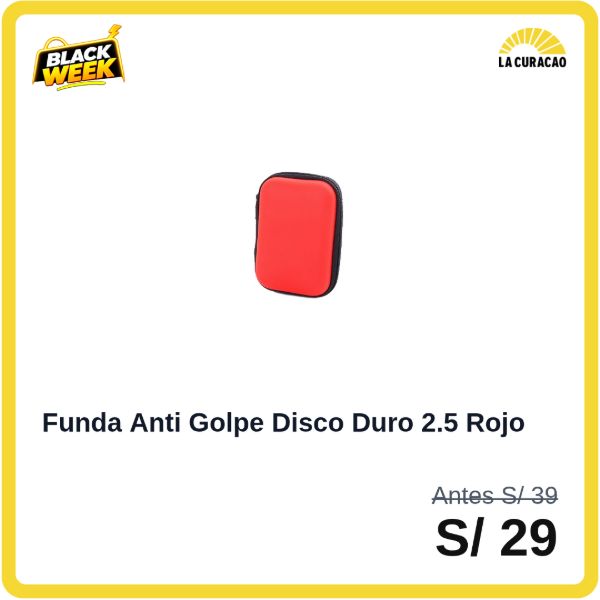 BLACK
WEEK
LA CURACAO
Funda Anti Golpe Disco Duro 2.5 Rojo
Antes S/ 39
S/ 29